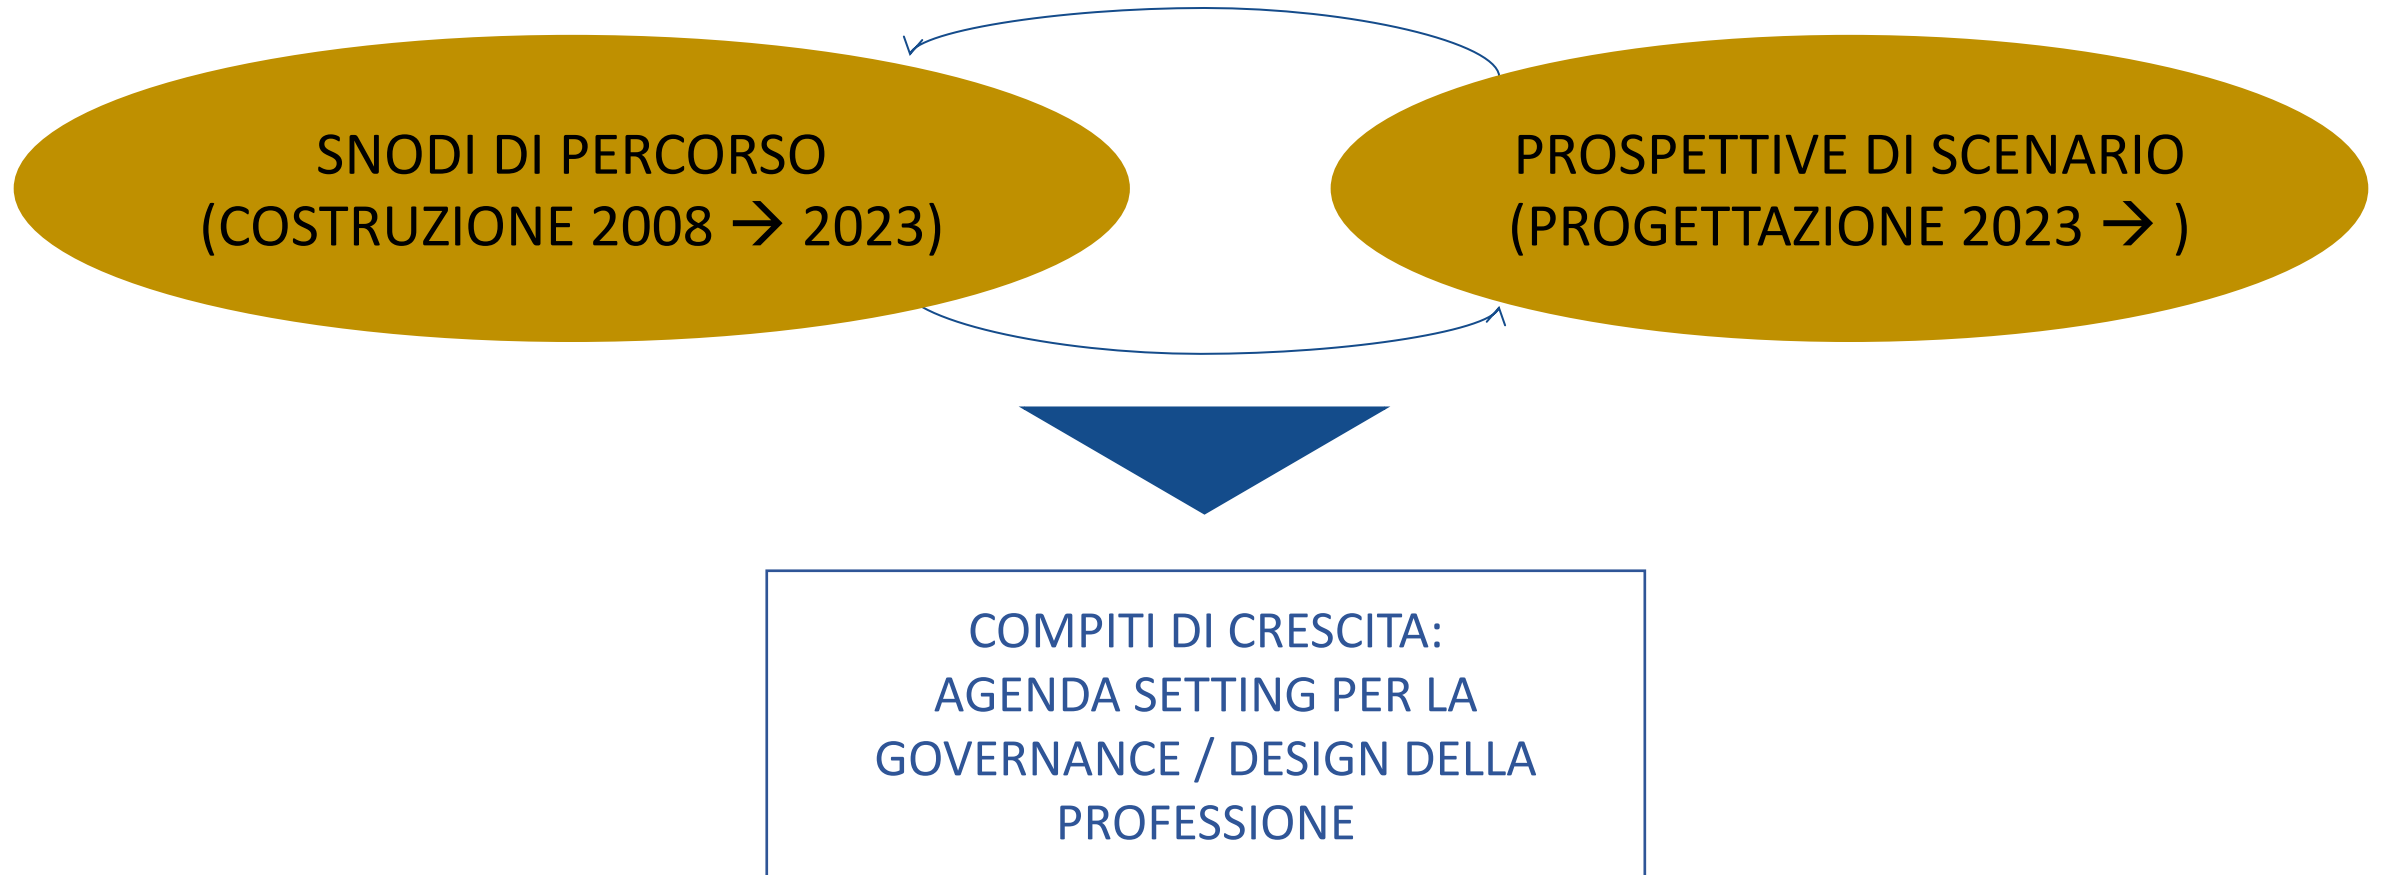 SNODI DI PERCORSO
(COSTRUZIONE 2008 → 2023)
PROSPETTIVE DI SCENARIO
(PROGETTAZIONE 2023 → )
COMPITI DI CRESCITA:
AGENDA SETTING PER LA
GOVERNANCE / DESIGN DELLA
PROFESSIONE